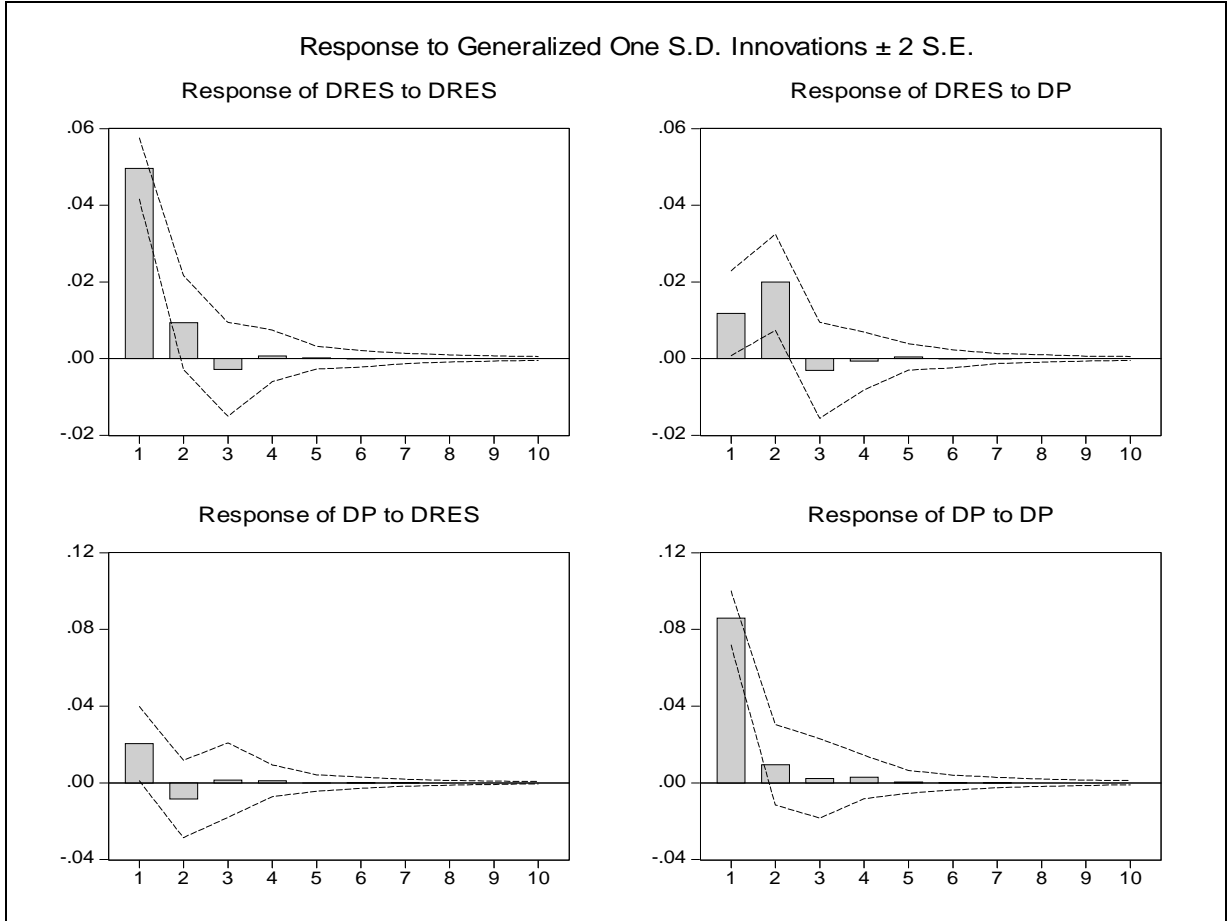 Response to Generalized One S.D. Innovations ± 2 S.E.
Response of DRES to DRES
.06
.04
.02
.00
-.02
1 2 3 4 5 6 7 8 9 10
Response of DRES to DP
.06
.04
.02
.00
-.02
1 2 3 4 5 6 7 8 9 10
Response of DP to DRES
.12
.08
.04
.00
-.04
1 2 3 4 5 6 7 8 9 10
Response of DP to DP
.12
.08
.04
.00
-.04
1 2 3 4 5 6 7 8 9 10